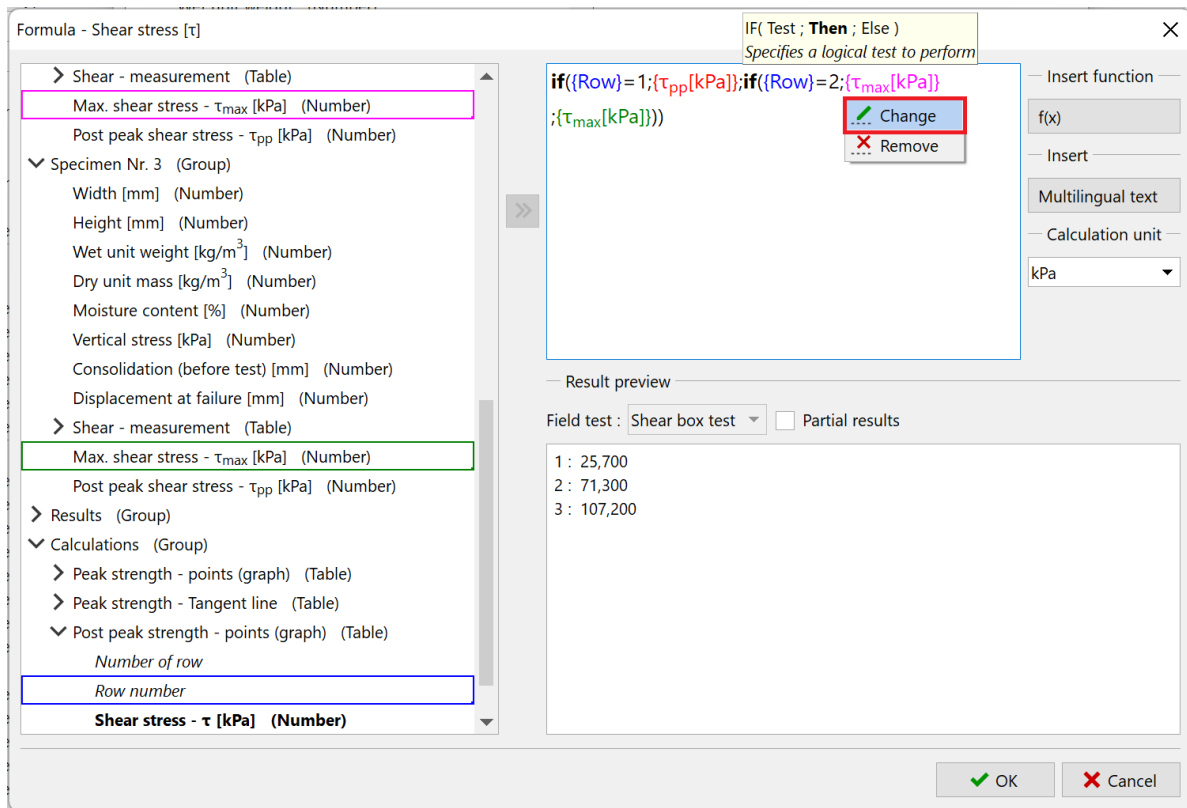 Formula - Shear stress [τ]
IF( Test ; Then ; Else )
Specifies a logical test to perform
Shear - measurement (Table)
Max. shear stress - τmax [kPa] (Number)
Post peak shear stress - τpp [kPa] (Number)
Specimen Nr. 3 (Group)
Width [mm] (Number)
Height [mm] (Number)
Wet unit weight [kg/m³] (Number)
Dry unit mass [kg/m³] (Number)
Moisture content [%] (Number)
Vertical stress [kPa] (Number)
Consolidation (before test) [mm] (Number)
Displacement at failure [mm] (Number)
Shear - measurement (Table)
Max. shear stress - τmax [kPa] (Number)
Post peak shear stress - τpp [kPa] (Number)
Results (Group)
Calculations (Group)
Peak strength - points (graph) (Table)
Peak strength - Tangent line (Table)
Post peak strength - points (graph) (Table)
Number of row
Row number
Shear stress - τ [kPa] (Number)
if({Row}=1;{τpp[kPa]};if({Row}=2;{τmax[kPa]}
;{τmax[kPa]}))
Change
Remove
Insert function
f(x)
Insert
Multilingual text
Calculation unit
kPa
Result preview
Field test : Shear box test Partial results
1 : 25,700
2 : 71,300
3 : 107,200
OK Cancel